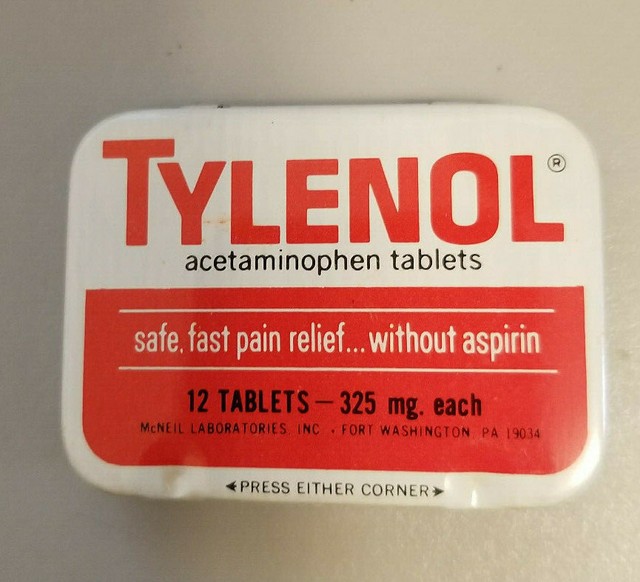 TYLENOL®
acetaminophen tablets
safe, fast pain relief...without aspirin
12 TABLETS — 325 mg. each
McNEIL LABORATORIES, INC • FORT WASHINGTON, PA 19034
◄PRESS EITHER CORNER►